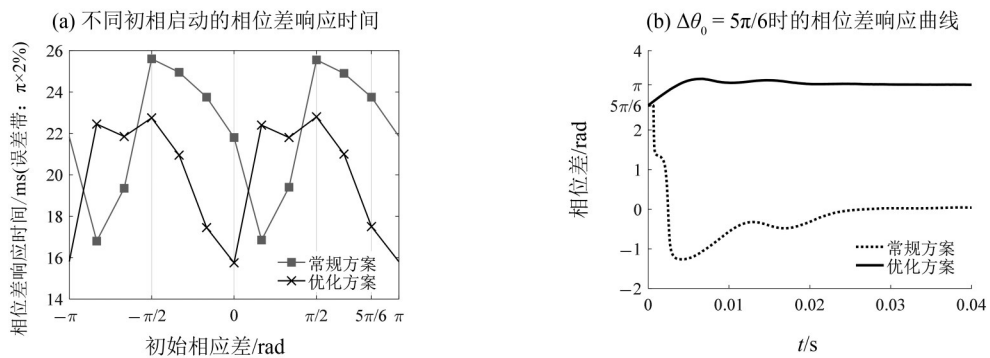 (a) 不同初相启动的相位差响应时间
相位差响应时间/ms(误差带：π×2%)
26
24
22
20
18
16
14
−π
−π/2
0
π/2
5π/6
π
常规方案
优化方案
初始相应差/rad
(b) Δθ₀ = 5π/6时的相位差响应曲线
相位差/rad
4
π
5π/6
2
1
0
−1
−2
0
0.01
0.02
0.03
0.04
常规方案
优化方案
t/s